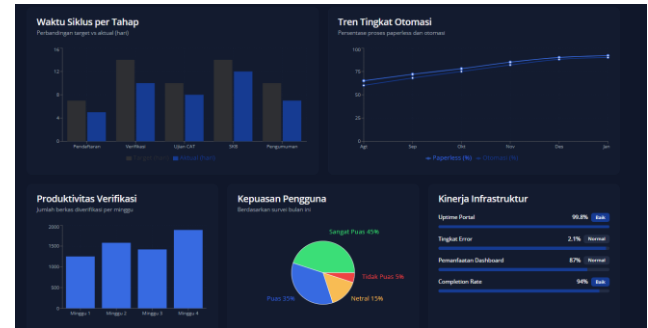 Waktu Siklus per Tahap
Perbandingan target vs aktual (hari)
16
12
8
4
0
Pendaftaran
Verifikasi
Ujian CAT
SKB
Pengumuman
Target (hari)
Aktual (hari)
Tren Tingkat Otomasi
Persentase proses paperless dan otomasi
100
75
50
25
0
Agt
Sep
Okt
Nov
Des
Jan
Paperless (%)
Otomasi (%)
Produktivitas Verifikasi
Jumlah berkas diverifikasi per minggu
2000
1500
1000
500
0
Minggu 1
Minggu 2
Minggu 3
Minggu 4
Kepuasan Pengguna
Berdasarkan survei bulan ini
Sangat Puas 45%
Tidak Puas 5%
Puas 35%
Netral 15%
Kinerja Infrastruktur
Uptime Portal 99.8% Baik
Tingkat Error 2.1% Normal
Pemanfaatan Dashboard 87% Normal
Completion Rate 94% Baik